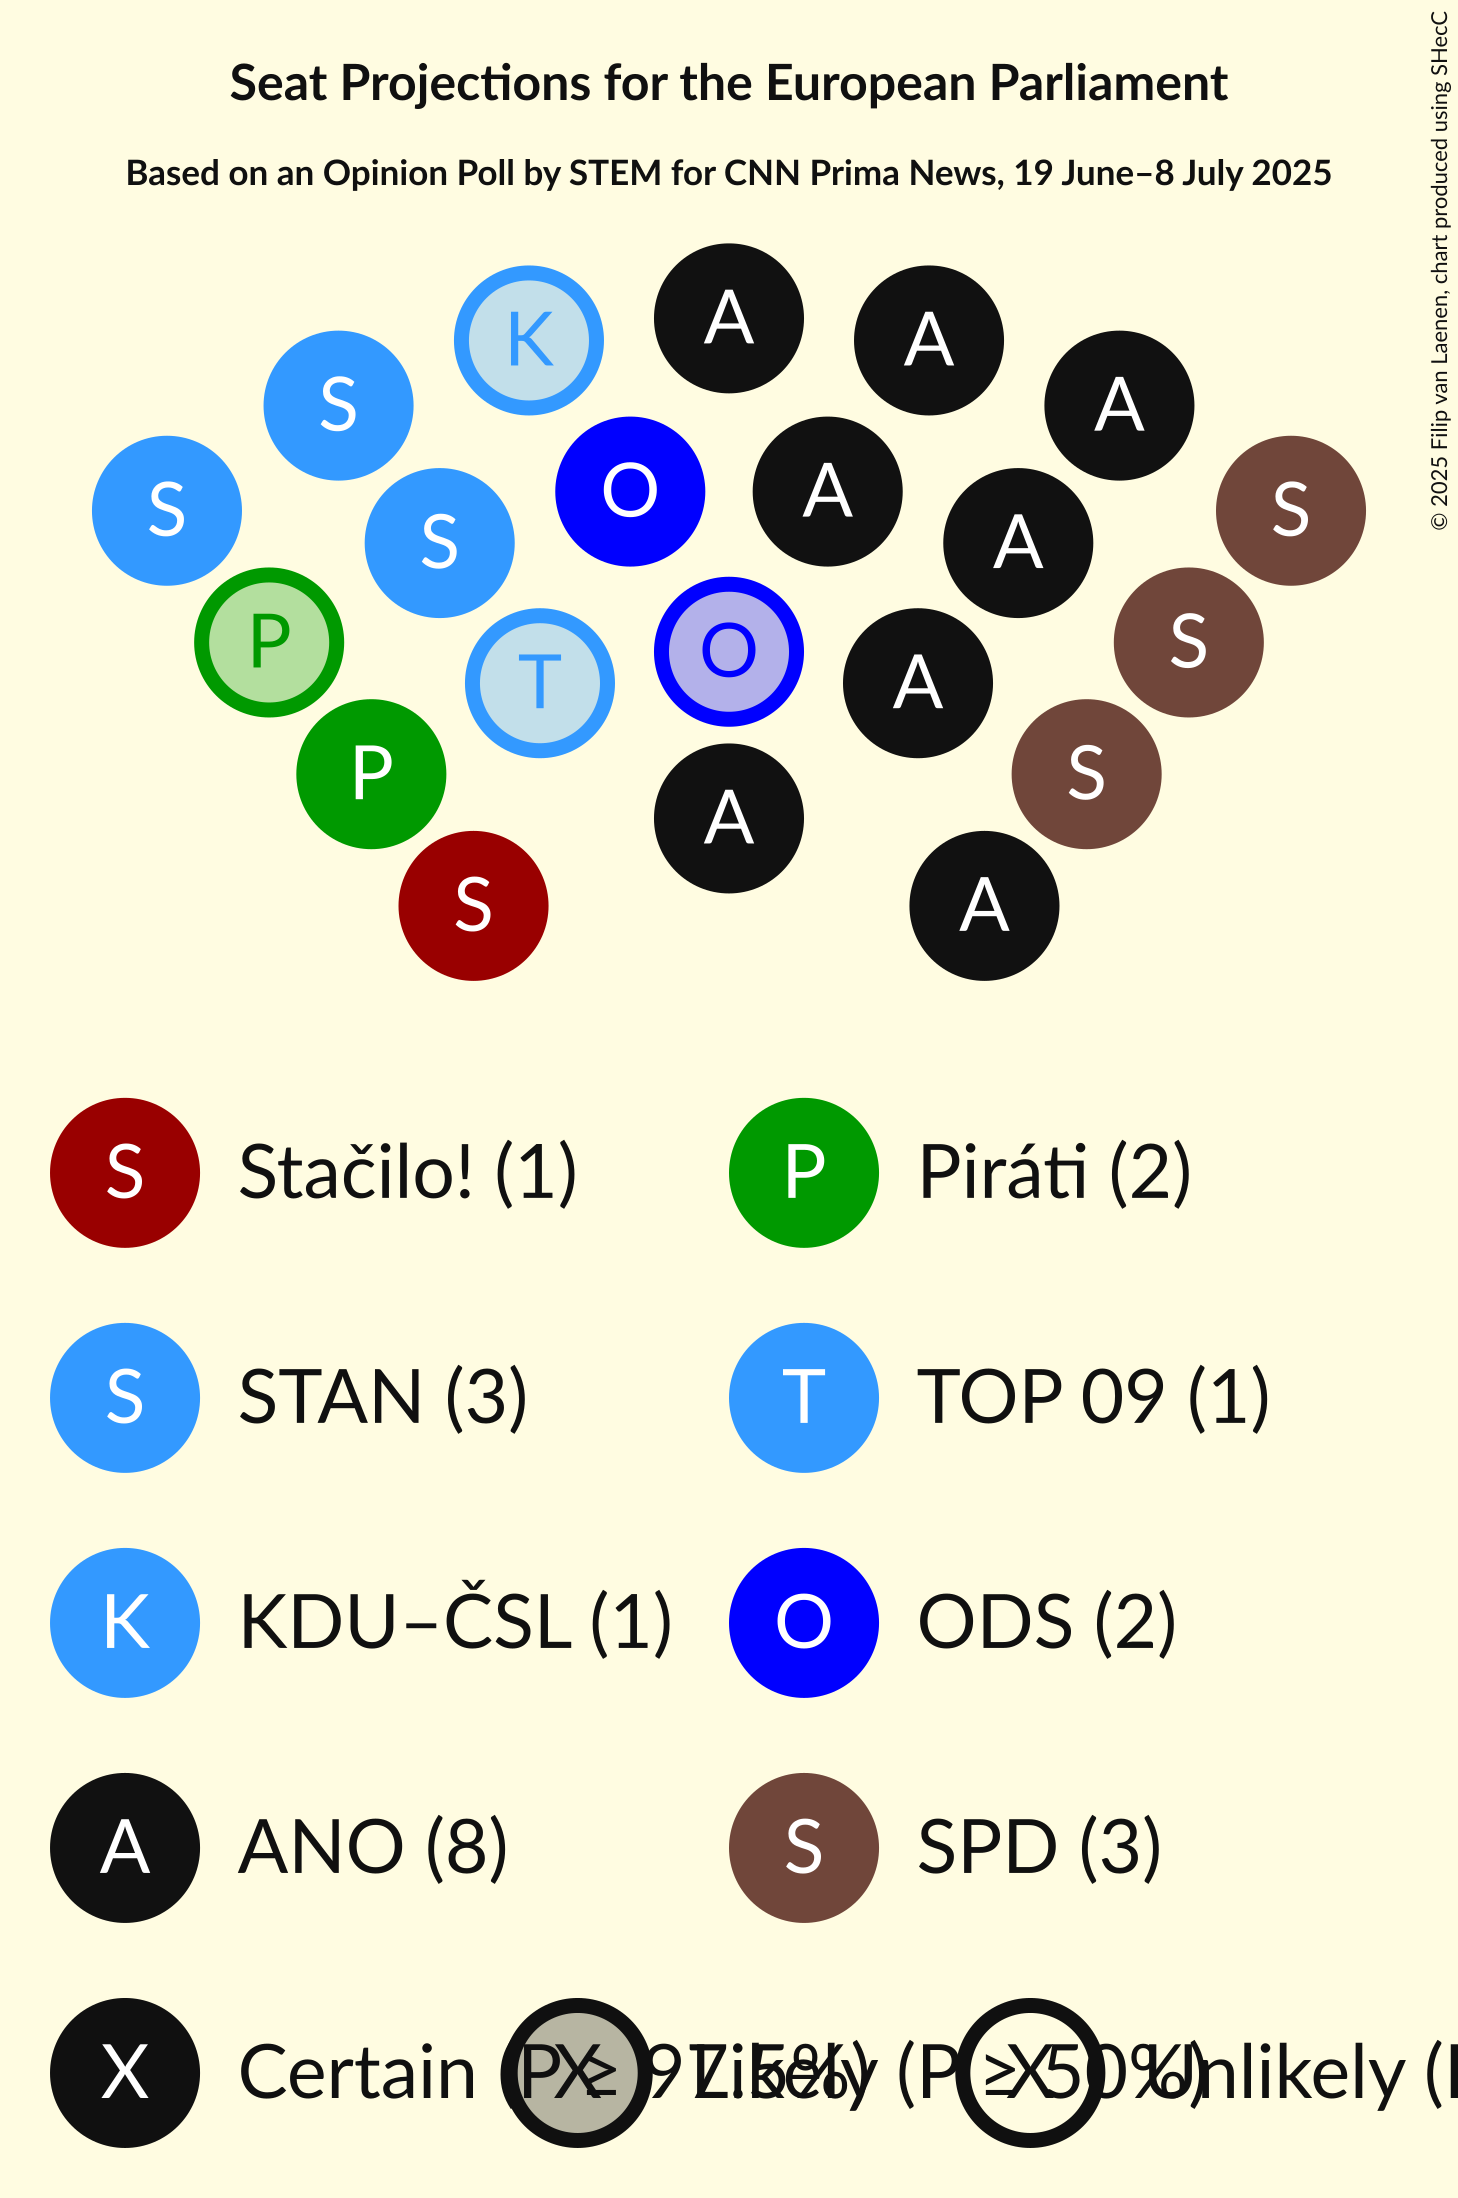 Seat Projections for the European Parliament
Based on an Opinion Poll by STEM for CNN Prima News, 19 June–8 July 2025
© 2025 Filip van Laenen, chart produced using SHecC
A
K A
S A
S O A S
S A
P T O A S
P A S
S A
S Stačilo! (1) P Piráti (2)
S STAN (3) T TOP 09 (1)
K KDU–ČSL (1) O ODS (2)
A ANO (8) S SPD (3)
X Certain (P ≥ 97.5%) X Likely (P ≥ 50%) X Unlikely (